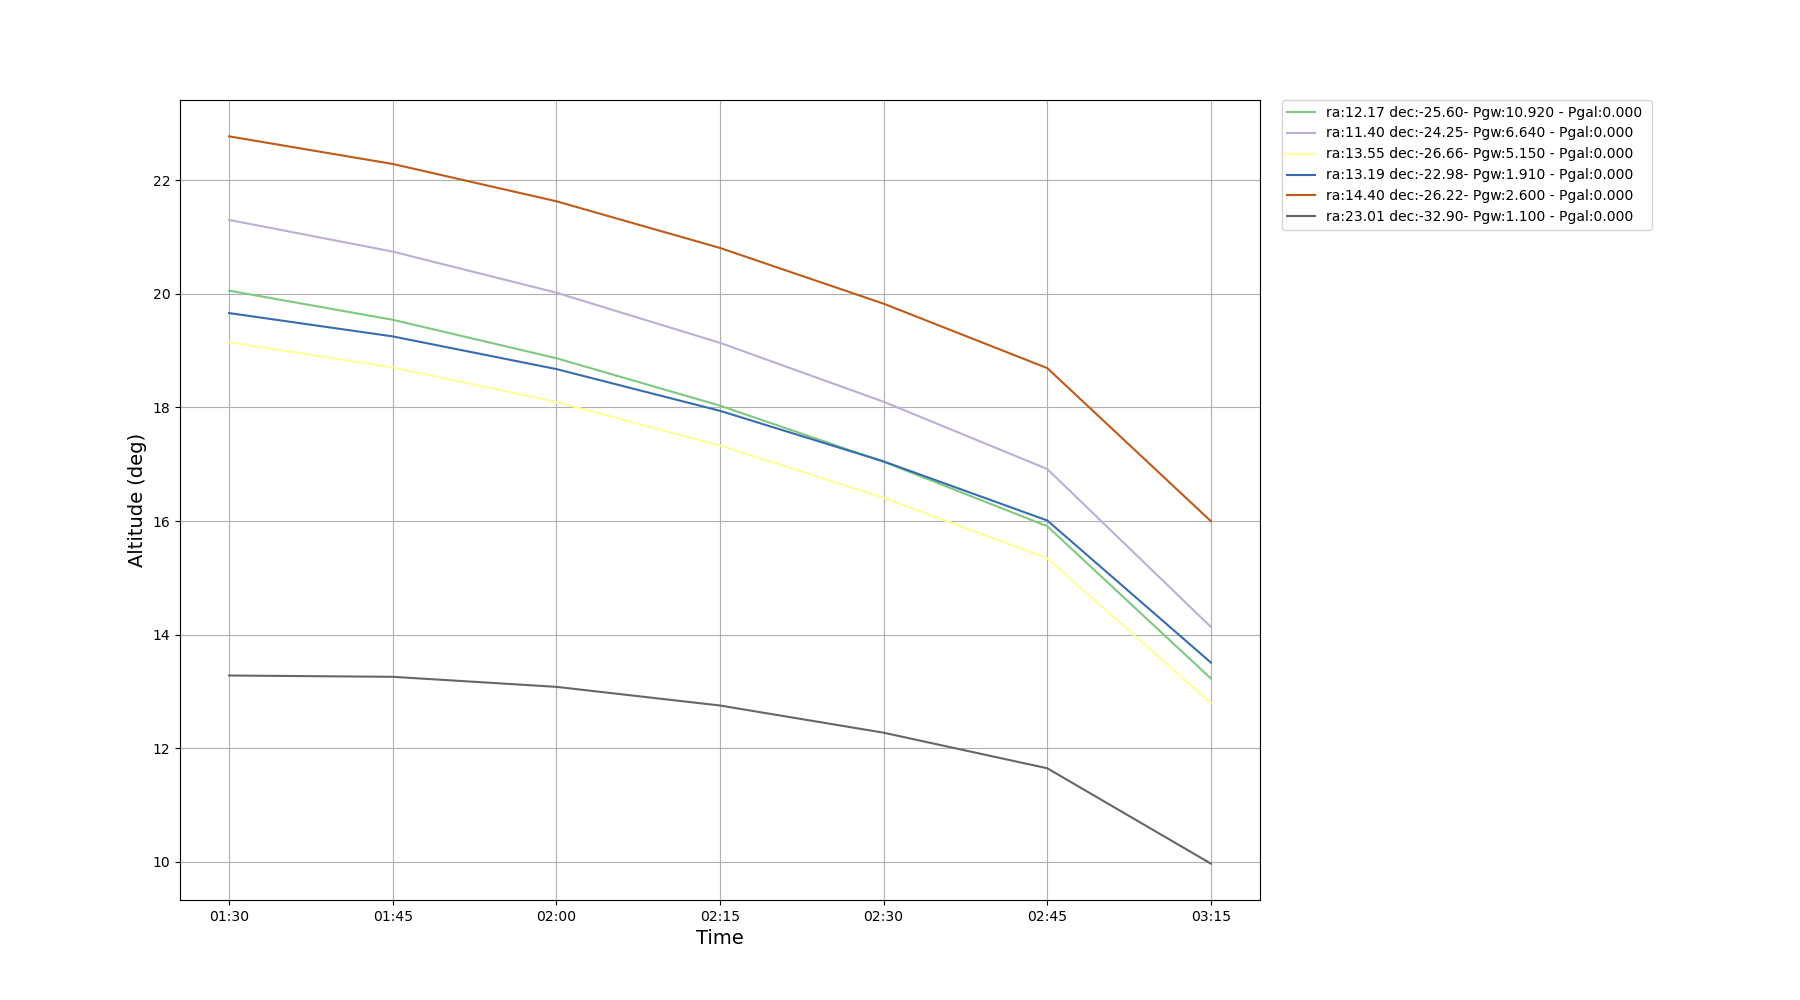 ra:12.17 dec:-25.60- Pgw:10.920 - Pgal:0.000
ra:11.40 dec:-24.25- Pgw:6.640 - Pgal:0.000
ra:13.55 dec:-26.66- Pgw:5.150 - Pgal:0.000
ra:13.19 dec:-22.98- Pgw:1.910 - Pgal:0.000
ra:14.40 dec:-26.22- Pgw:2.600 - Pgal:0.000
ra:23.01 dec:-32.90- Pgw:1.100 - Pgal:0.000
22
20
18
16
14
12
10
Altitude (deg)
01:30 01:45 02:00 02:15 02:30 02:45 03:15
Time